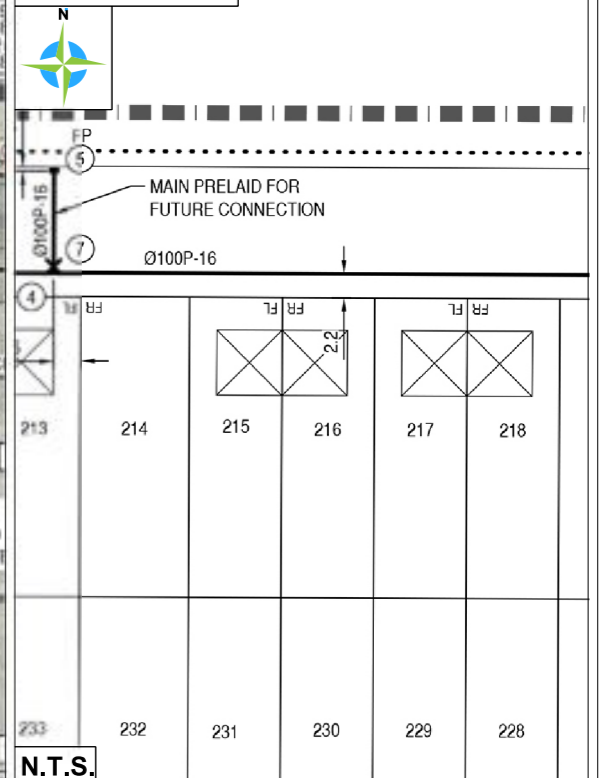 N
FP
5
MAIN PRELAID FOR
FUTURE CONNECTION
Ø100P-16
7
Ø100P-16
4
FL FR
FL FR
FL FR
2.2
213 214 215 216 217 218
233 232 231 230 229 228
N.T.S.